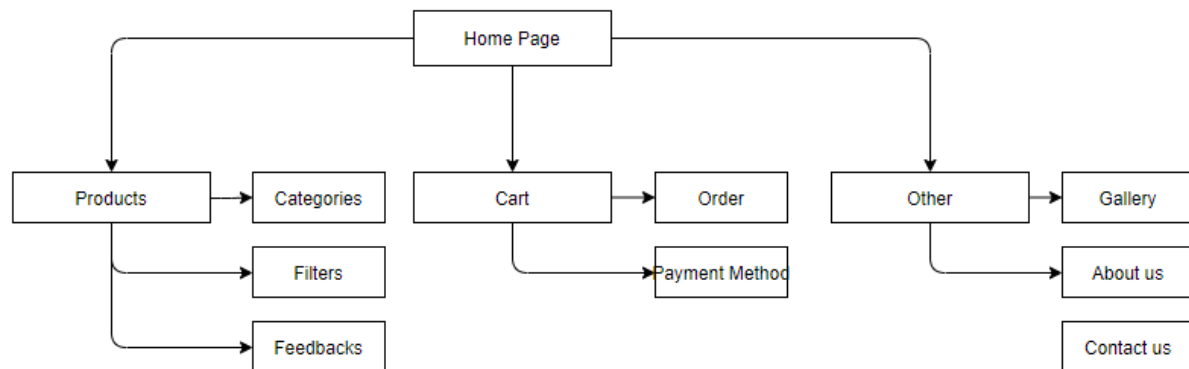 Home Page
Products
Categories
Cart
Order
Other
Gallery
Filters
Payment Method
About us
Feedbacks
Contact us